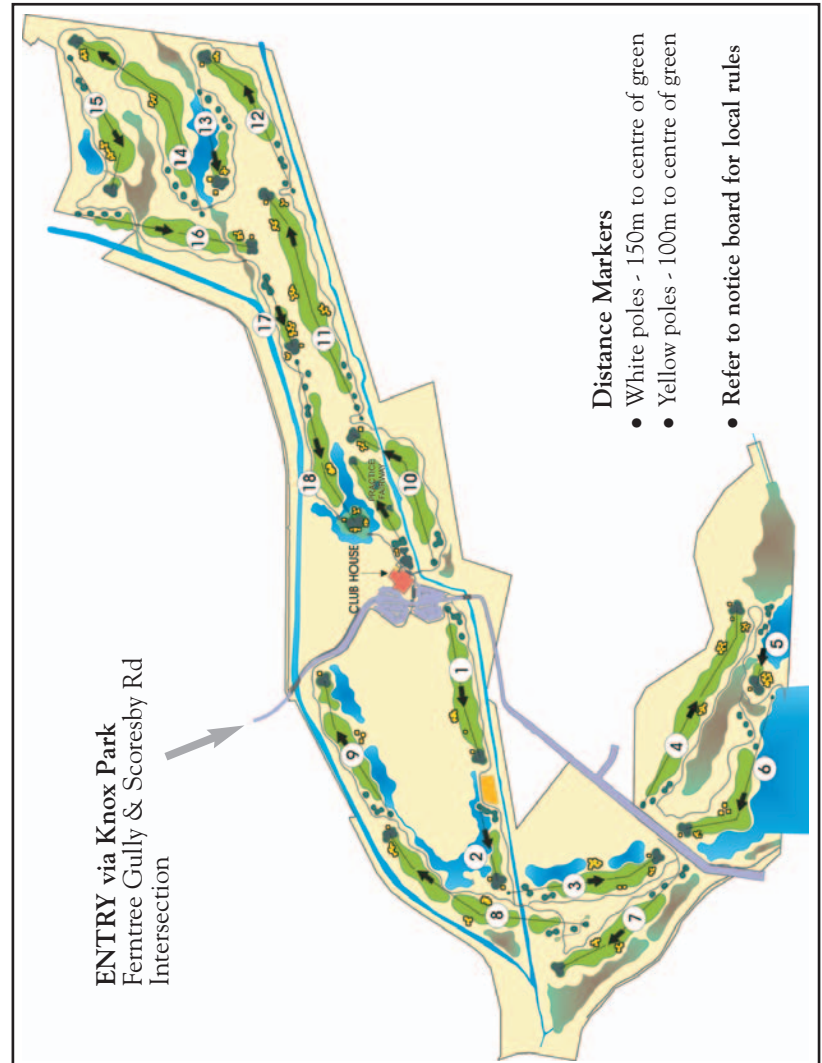 ENTRY via Knox Park
Ferntree Gully & Scoresby Rd
Intersection
Distance Markers
● White poles - 150m to centre of green
● Yellow poles - 100m to centre of green
● Refer to notice board for local rules
CLUB HOUSE
PRACTICE
FAIRWAY
1
2
3
4
5
6
7
8
9
10
11
12
13
14
15
16
17
18